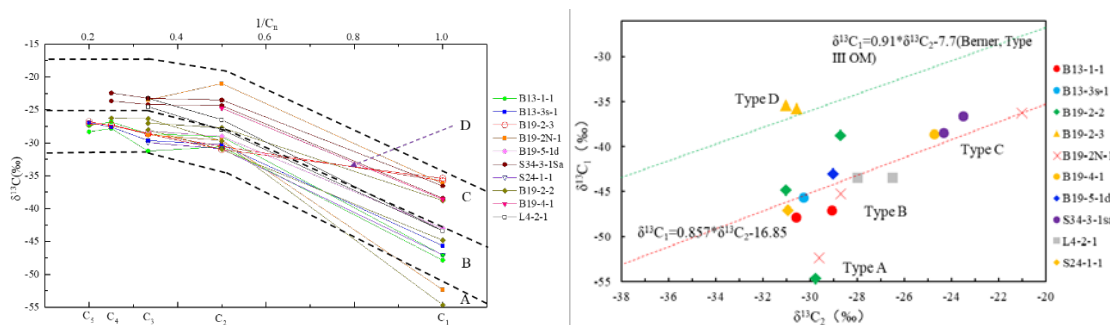 1/Cn
0.2 0.4 0.6 0.8 1.0
-15
-20
-25
-30
-35
-40
-45
-50
-55
δ¹³C(‰)
C₅ C₄ C₃ C₂ C₁
D
C
B
A
B13-1-1
B13-3s-1
B19-2-3
B19-2N-1
B19-5-1d
S34-3-1Sa
S24-1-1
B19-2-2
B19-4-1
L4-2-1
-30
-35
-40
-45
-50
-55
δ¹³C₁ (‰)
δ¹³C₁=0.91*δ¹³C₂-7.7(Berner, Type
III OM)
Type D
Type C
Type B
δ¹³C₁=0.857*δ¹³C₂-16.85
Type A
-38 -36 -34 -32 -30 -28 -26 -24 -22 -20
δ¹³C₂ (‰)
B13-1-1
B13-3s-1
B19-2-2
B19-2-3
B19-2N-1
B19-4-1
B19-5-1d
S34-3-1sa
L4-2-1
S24-1-1